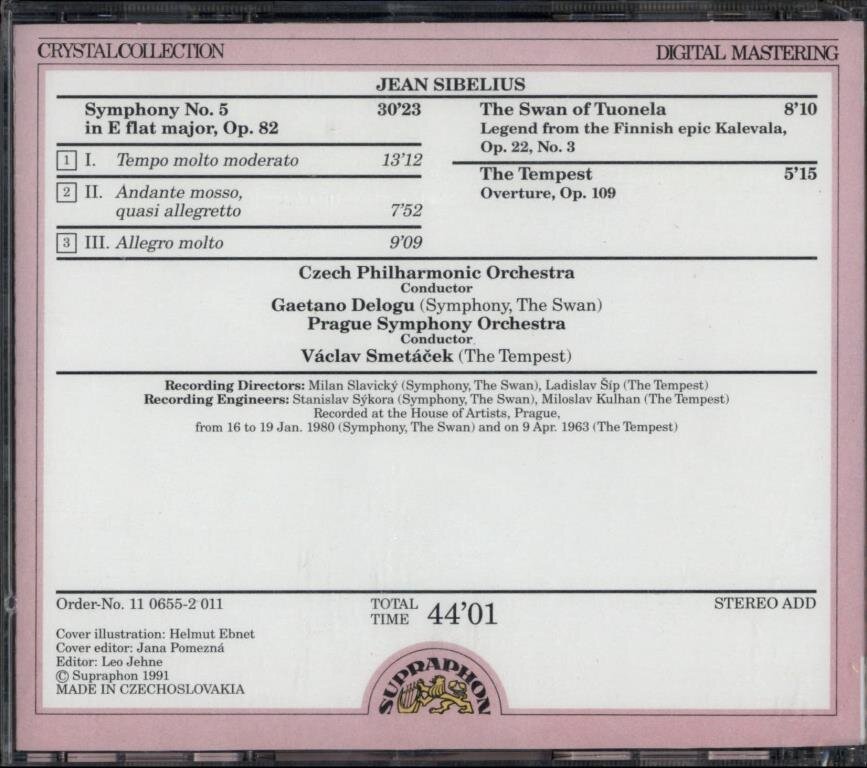 CRYSTALCOLLECTION
DIGITAL MASTERING
JEAN SIBELIUS
Symphony No. 5 30’23
in E flat major, Op. 82
1 I. Tempo molto moderato 13’12
2 II. Andante mosso,
quasi allegretto 7’52
3 III. Allegro molto 9’09
The Swan of Tuonela 8’10
Legend from the Finnish epic Kalevala,
Op. 22, No. 3
The Tempest 5’15
Overture, Op. 109
Czech Philharmonic Orchestra
Conductor
Gaetano Delogu (Symphony, The Swan)
Prague Symphony Orchestra
Conductor
Václav Smetáček (The Tempest)
Recording Directors: Milan Slavický (Symphony, The Swan), Ladislav Šíp (The Tempest)
Recording Engineers: Stanislav Sýkora (Symphony, The Swan), Miloslav Kulhan (The Tempest)
Recorded at the House of Artists, Prague,
from 16 to 19 Jan. 1980 (Symphony, The Swan) and on 9 Apr. 1963 (The Tempest)
Order-No. 11 0655-2 011
TOTAL
TIME 44’01
STEREO ADD
Cover illustration: Helmut Ebnet
Cover editor: Jana Pomezná
Editor: Leo Jehne
© Supraphon 1991
MADE IN CZECHOSLOVAKIA
SUPRAPHON